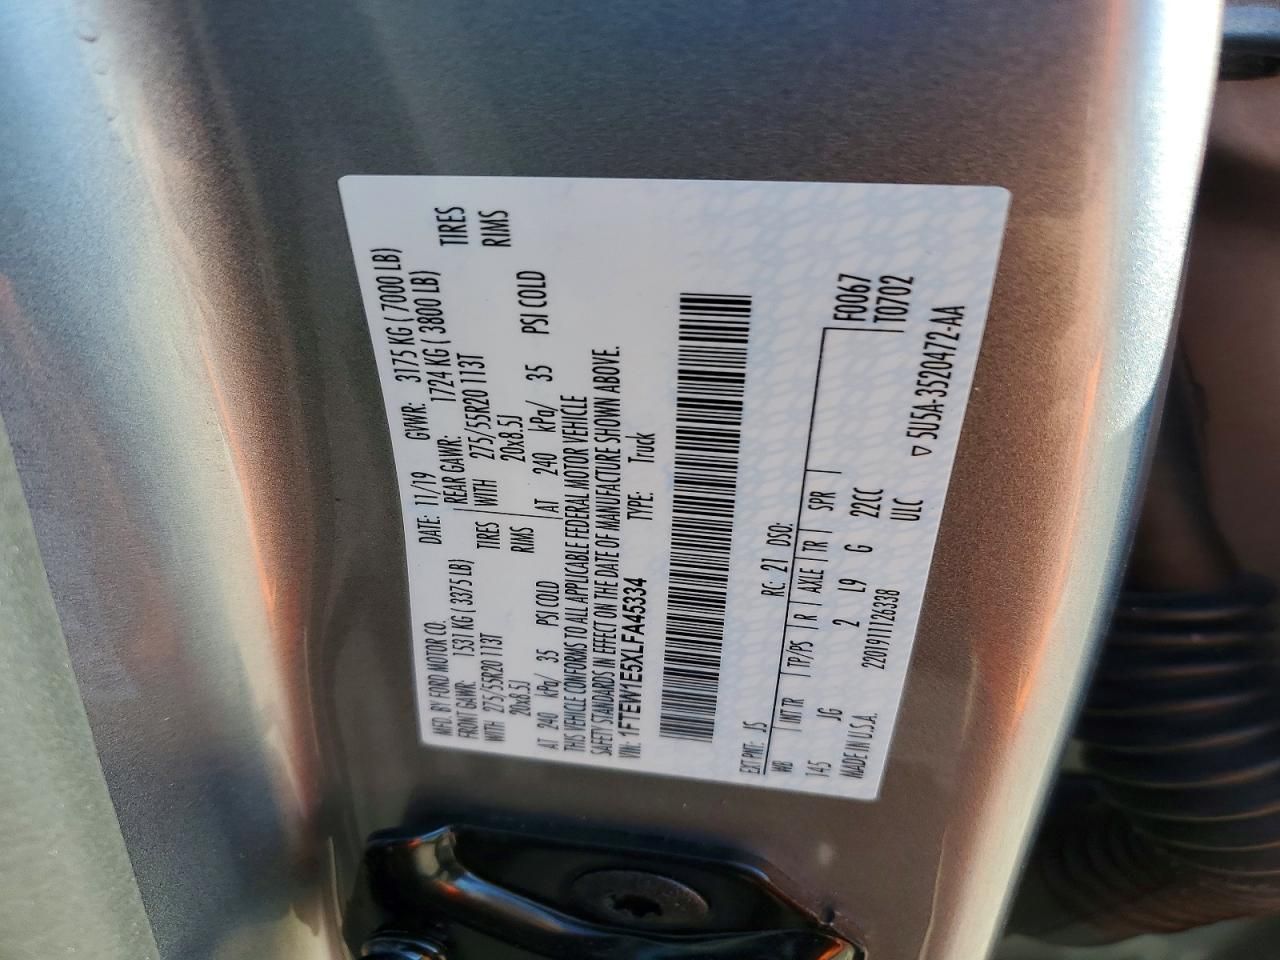 MFD. BY FORD MOTOR CO. DATE: 11/19 GVWR: 3175 KG ( 7000 LB)
FRONT GAWR: 1531 KG ( 3375 LB) REAR GAWR: 1724 KG ( 3800 LB)
WITH 275/55R20 113T TIRES WITH 275/55R20 113T TIRES
20x8.5J RIMS 20x8.5J RIMS
AT 240 kPa/ 35 PSI COLD AT 240 kPa/ 35 PSI COLD
THIS VEHICLE CONFORMS TO ALL APPLICABLE FEDERAL MOTOR VEHICLE
SAFETY STANDARDS IN EFFECT ON THE DATE OF MANUFACTURE SHOWN ABOVE.
VIN: 1FTEW1E5XLFA45334 TYPE: Truck
EXT PNT: JS RC: 21 DSO:
WB INT TR TP/PS R AXLE TR SPR F0067
145 JG 2 L9 G 22CC T0702
MADE IN U.S.A. 220191126338 ULC
▽ 5U5A-3520472-AA